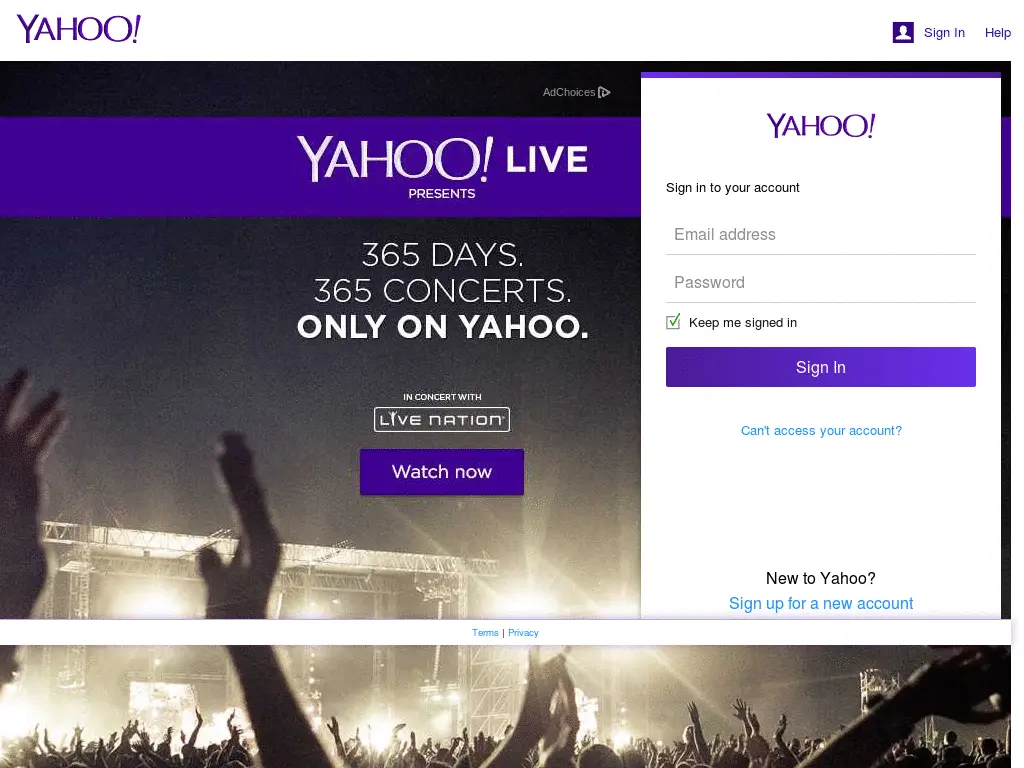 YAHOO!
Sign In
Help
AdChoices
YAHOO! LIVE
PRESENTS
365 DAYS.
365 CONCERTS.
ONLY ON YAHOO.
IN CONCERT WITH
LIVE NATION
Watch now
YAHOO!
Sign in to your account
Email address
Password
Keep me signed in
Sign In
Can't access your account?
New to Yahoo?
Sign up for a new account
Terms | Privacy